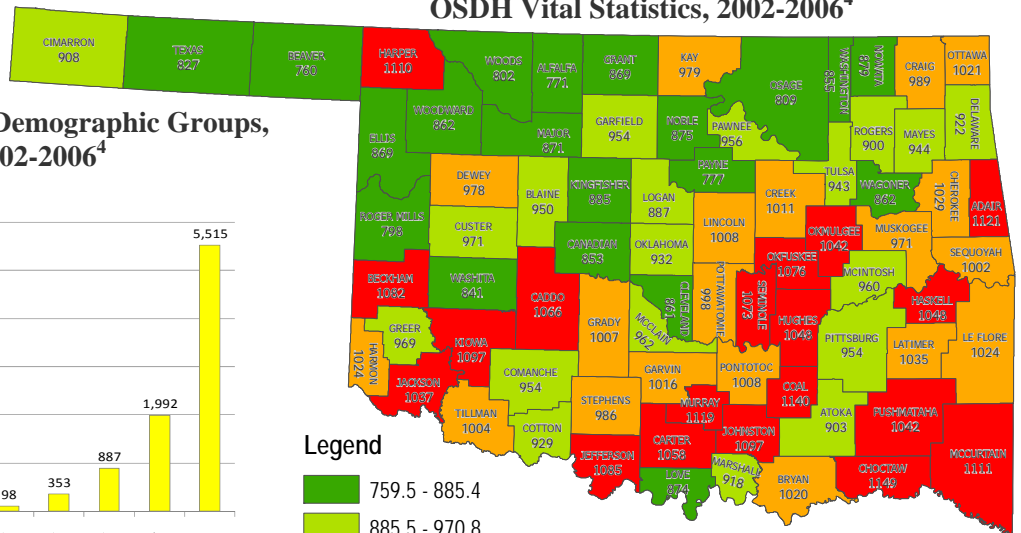 OSDH Vital Statistics, 2002-2006⁴
Demographic Groups,
02-2006⁴
5,515
1,992
887
353
98
CIMARRON
908
TEXAS
827
BEAVER
760
HARPER
1110
WOODS
802
ALFALFA
771
GRANT
869
KAY
979
OSAGE
809
WASHINGTON
855
NOWATA
879
CRAIG
989
OTTAWA
1021
ELLIS
869
WOODWARD
862
MAJOR
871
GARFIELD
954
NOBLE
875
PAWNEE
956
ROGERS
900
MAYES
944
DELAWARE
922
DEWEY
978
BLAINE
950
KINGFISHER
885
LOGAN
887
PAYNE
777
CREEK
1011
TULSA
943
WAGONER
862
CHEROKEE
1029
ADAIR
1121
ROGER MILLS
798
CUSTER
971
CANADIAN
853
OKLAHOMA
932
LINCOLN
1008
OKMULGEE
1042
MUSKOGEE
971
SEQUOYAH
1002
BECKHAM
1082
WASHITA
841
CADDO
1066
CLEVELAND
POTTAWATOMIE
998
SEMINOLE
1073
OKFUSKEE
1076
MCINTOSH
960
HASKELL
1043
GREER
969
KIOWA
1097
GRADY
1007
MCCLAIN
962
HUGHES
1046
PITTSBURG
954
LATIMER
1035
LE FLORE
1024
HARMON
1024
JACKSON
1037
COMANCHE
954
GARVIN
1016
PONTOTOC
1008
COAL
1140
TILLMAN
1004
COTTON
929
STEPHENS
986
MURRAY
1119
JOHNSTON
1097
ATOKA
903
PUSHMATAHA
1042
MCCURTAIN
1111
JEFFERSON
1085
CARTER
1058
LOVE
874
MARSHALL
918
BRYAN
1020
CHOCTAW
1149
Legend
759.5 - 885.4
885.5 - 970.8